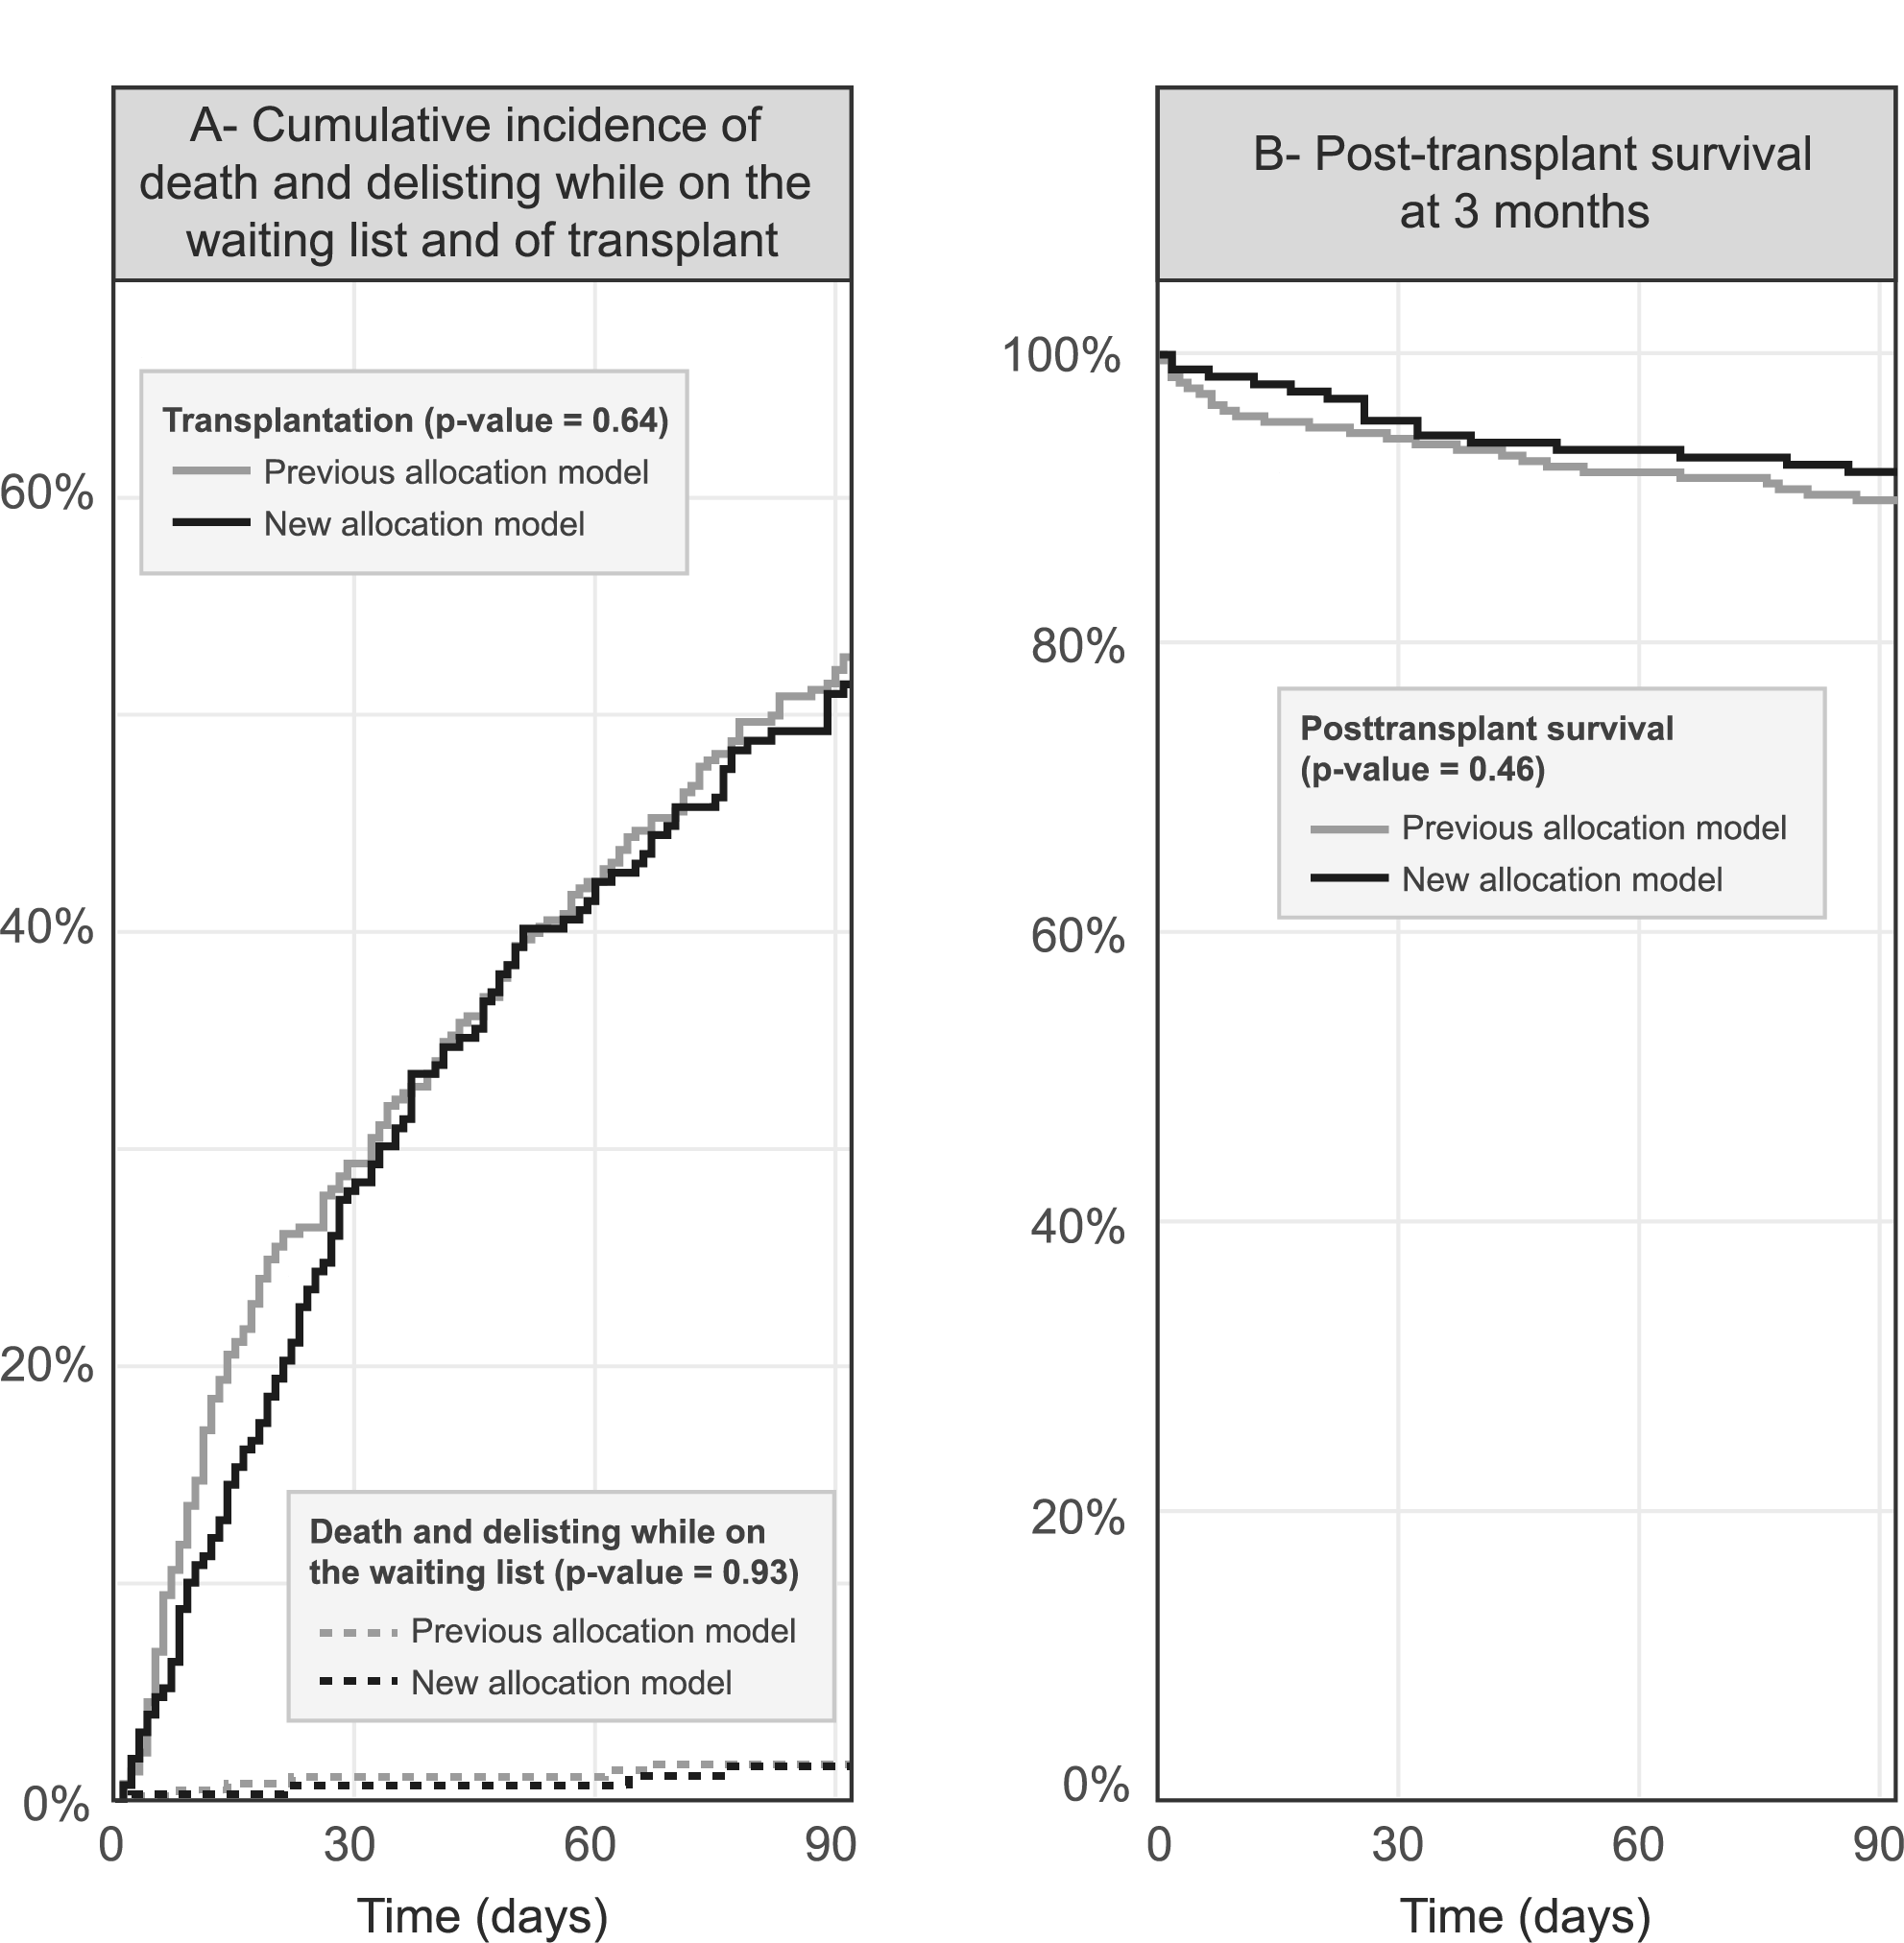 A- Cumulative incidence of
death and delisting while on the
waiting list and of transplant
Transplantation (p-value = 0.64)
Previous allocation model
New allocation model
60%
40%
20%
0%
Death and delisting while on
the waiting list (p-value = 0.93)
Previous allocation model
New allocation model
0 30 60 90
Time (days)
B- Post-transplant survival
at 3 months
100%
80%
60%
40%
20%
0%
Posttransplant survival
(p-value = 0.46)
Previous allocation model
New allocation model
0 30 60 90
Time (days)